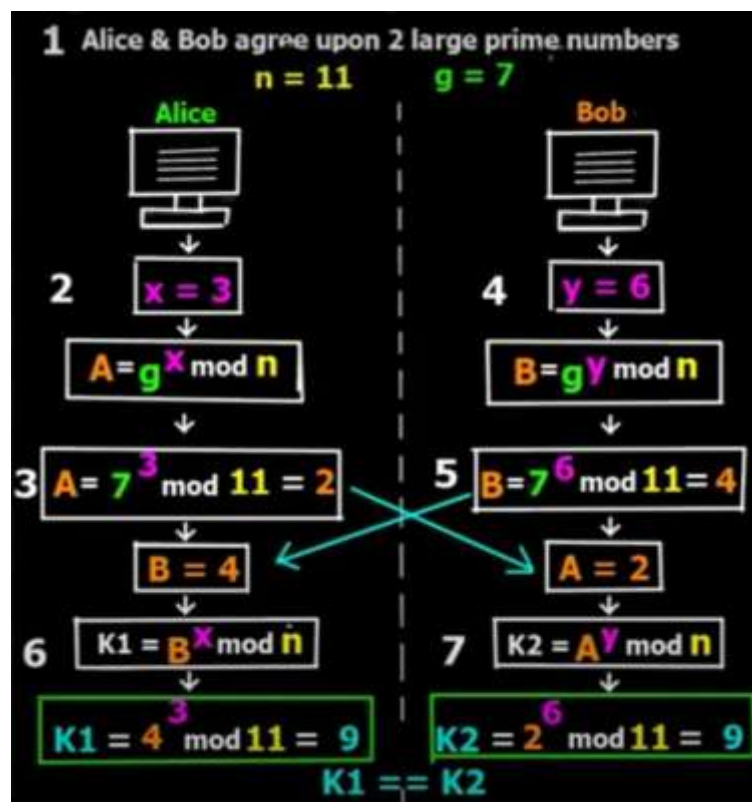 1 Alice & Bob agree upon 2 large prime numbers
n = 11 g = 7
Alice Bob
2 x = 3 4 y = 6
A=g^x mod n B=g^y mod n
3 A= 7^3 mod 11 = 2 5 B=7^6 mod 11= 4
B = 4 A = 2
6 K1 = B^x mod n 7 K2 = A^y mod n
K1 = 4^3 mod 11 = 9 K2 = 2^6 mod 11 = 9
K1 == K2